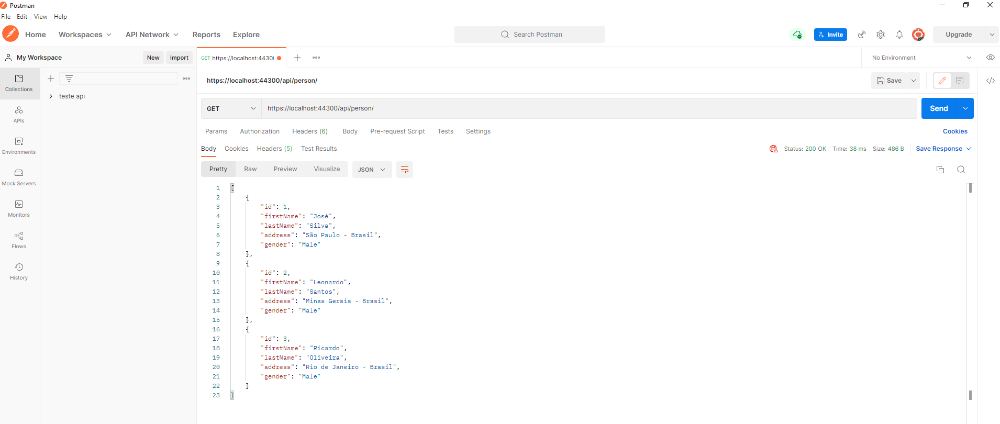 Postman
File Edit View Help
Home Workspaces API Network Reports Explore Search Postman Invite Upgrade
My Workspace New Import GET https://localhost:4430 No Environment
Collections
teste api
APIs
Environments
Mock Servers
Monitors
Flows
History
https://localhost:44300/api/person/ Save
GET https://localhost:44300/api/person/ Send
Params Authorization Headers (6) Body Pre-request Script Tests Settings Cookies
Body Cookies Headers (5) Test Results Status: 200 OK Time: 38 ms Size: 486 B Save Response
Pretty Raw Preview Visualize JSON
1 [
2 {
3 "id": 1,
4 "firstName": "José",
5 "lastName": "Silva",
6 "address": "São Paulo - Brasil",
7 "gender": "Male"
8 },
9 {
10 "id": 2,
11 "firstName": "Leonardo",
12 "lastName": "Santos",
13 "address": "Minas Gerais - Brasil",
14 "gender": "Male"
15 },
16 {
17 "id": 3,
18 "firstName": "Ricardo",
19 "lastName": "Oliveira",
20 "address": "Rio de Janeiro - Brasil",
21 "gender": "Male"
22 }
23 ]